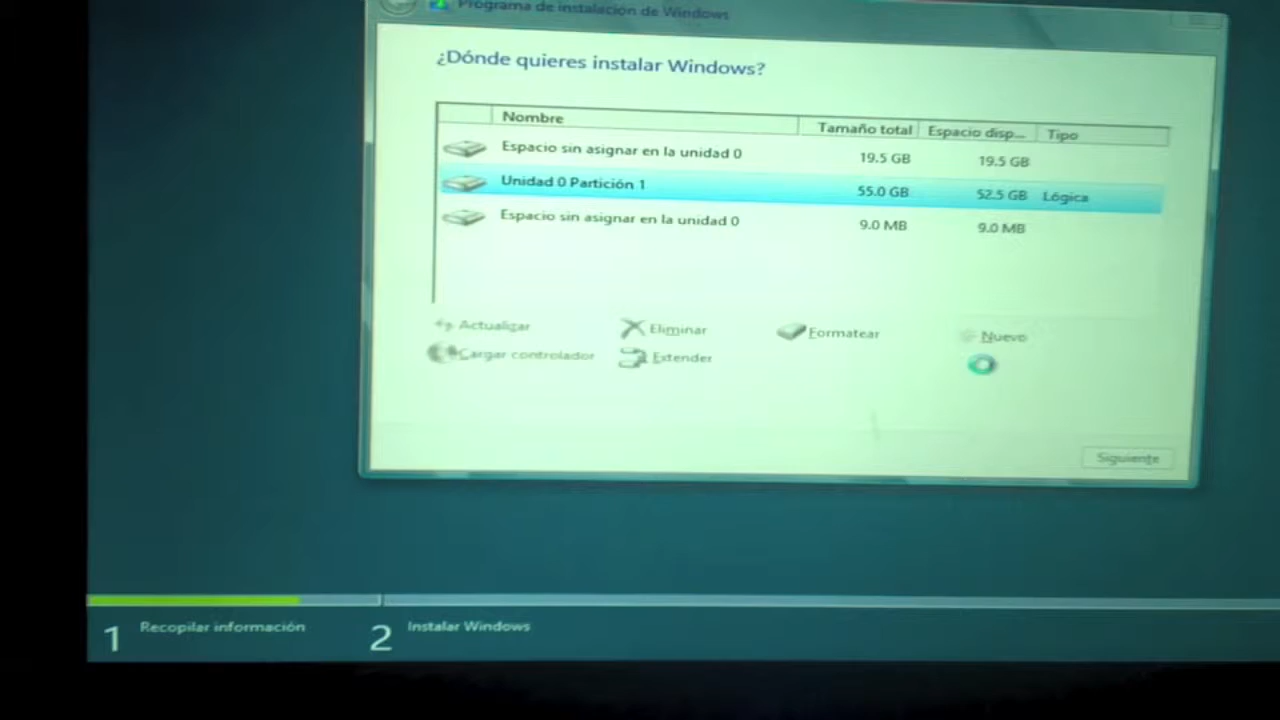 Programa de instalación de Windows
¿Dónde quieres instalar Windows?
Nombre Tamaño total Espacio disp... Tipo
Espacio sin asignar en la unidad 0 19.5 GB 19.5 GB
Unidad 0 Partición 1 55.0 GB 52.5 GB Lógica
Espacio sin asignar en la unidad 0 9.0 MB 9.0 MB
Actualizar Eliminar Formatear Nuevo
Cargar controlador Extender
Siguiente
1 Recopilar información 2 Instalar Windows